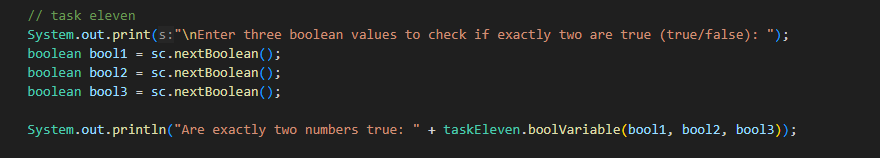 // task eleven
System.out.print(s:"\nEnter three boolean values to check if exactly two are true (true/false): ");
boolean bool1 = sc.nextBoolean();
boolean bool2 = sc.nextBoolean();
boolean bool3 = sc.nextBoolean();
System.out.println("Are exactly two numbers true: " + taskEleven.boolVariable(bool1, bool2, bool3));